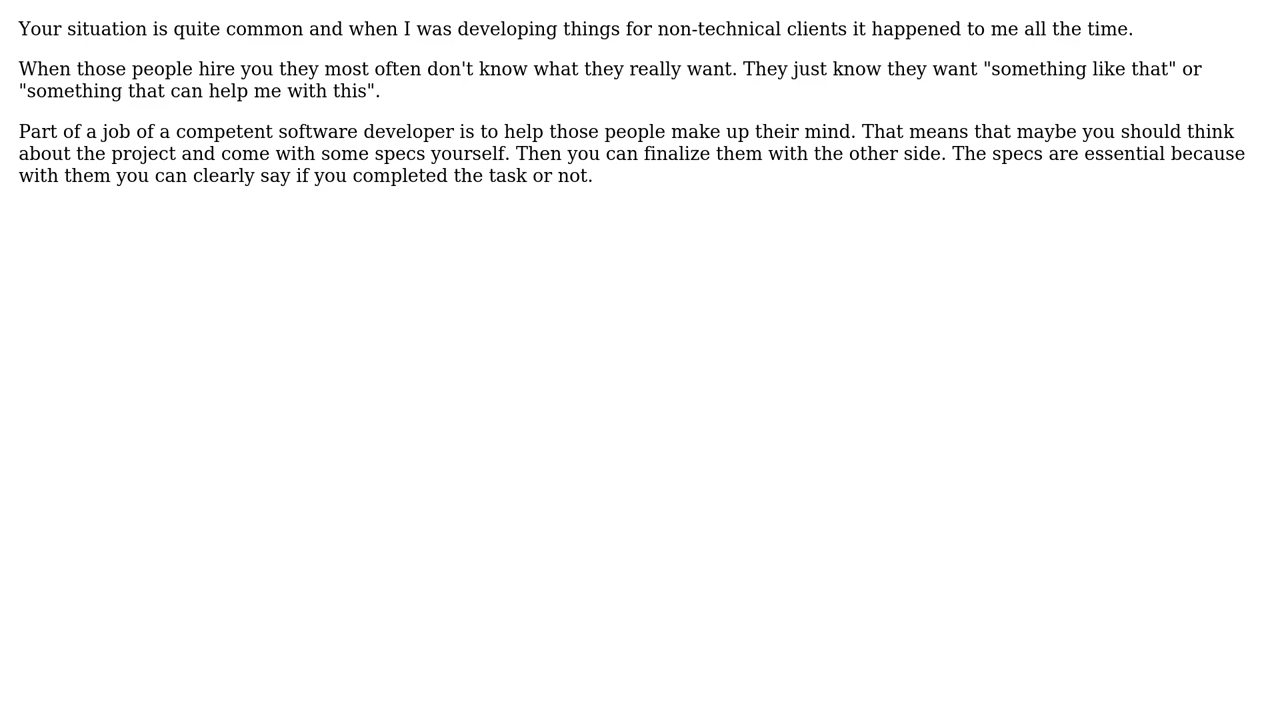 Your situation is quite common and when I was developing things for non-technical clients it happened to me all the time.
When those people hire you they most often don't know what they really want. They just know they want "something like that" or
"something that can help me with this".
Part of a job of a competent software developer is to help those people make up their mind. That means that maybe you should think
about the project and come with some specs yourself. Then you can finalize them with the other side. The specs are essential because
with them you can clearly say if you completed the task or not.